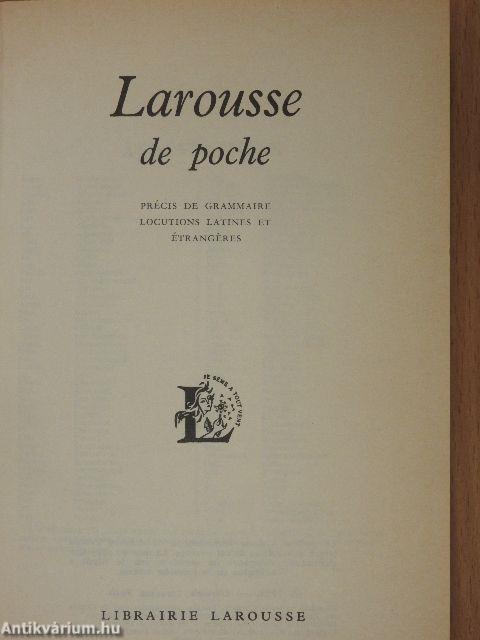 Larousse
de poche
PRÉCIS DE GRAMMAIRE
LOCUTIONS LATINES ET
ÉTRANGÈRES
JE SÈME A TOUT VENT
L
LIBRAIRIE LAROUSSE
Antikvárium.hu